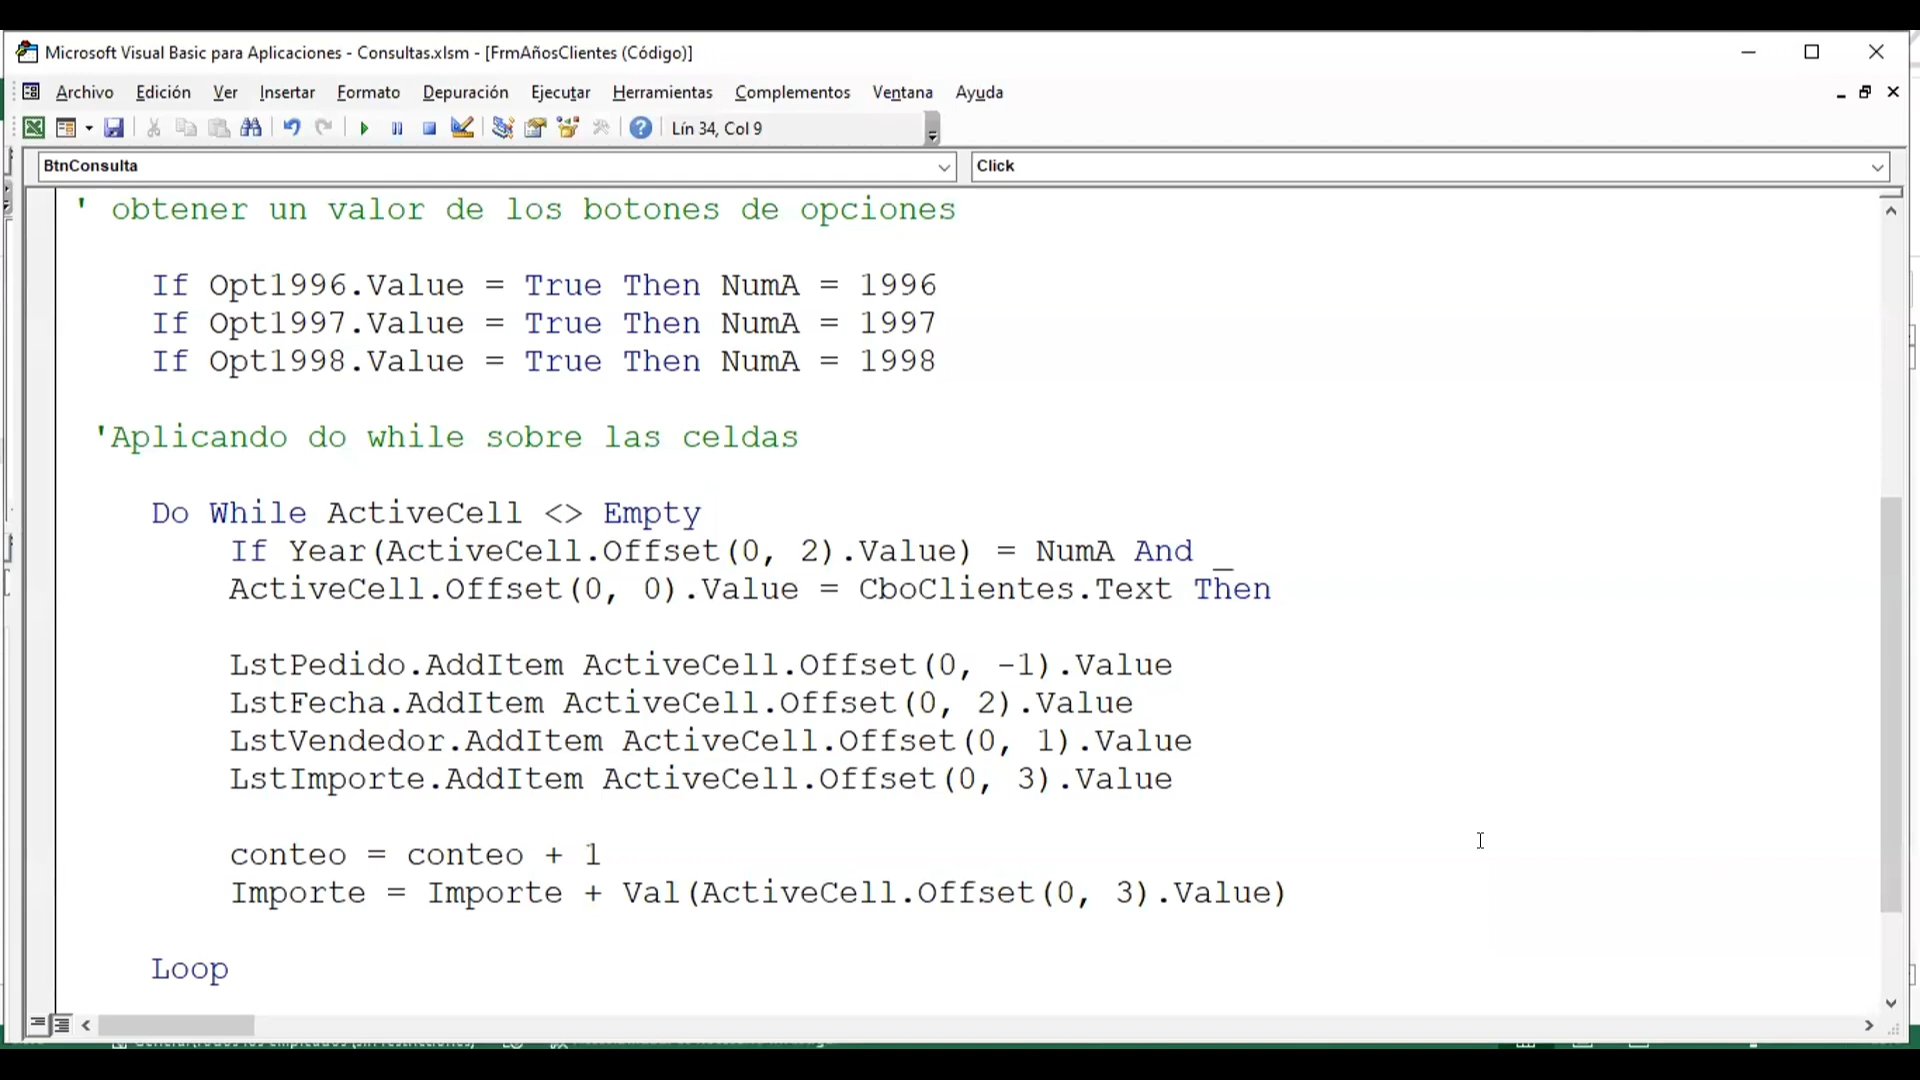 Microsoft Visual Basic para Aplicaciones - Consultas.xlsm - [FrmAñosClientes (Código)]
Archivo Edición Ver Insertar Formato Depuración Ejecutar Herramientas Complementos Ventana Ayuda
Lín 34, Col 9
BtnConsulta Click
' obtener un valor de los botones de opciones
If Opt1996.Value = True Then NumA = 1996
If Opt1997.Value = True Then NumA = 1997
If Opt1998.Value = True Then NumA = 1998
'Aplicando do while sobre las celdas
Do While ActiveCell <> Empty
If Year(ActiveCell.Offset(0, 2).Value) = NumA And _
ActiveCell.Offset(0, 0).Value = CboClientes.Text Then
LstPedido.AddItem ActiveCell.Offset(0, -1).Value
LstFecha.AddItem ActiveCell.Offset(0, 2).Value
LstVendedor.AddItem ActiveCell.Offset(0, 1).Value
LstImporte.AddItem ActiveCell.Offset(0, 3).Value
conteo = conteo + 1
Importe = Importe + Val(ActiveCell.Offset(0, 3).Value)
Loop